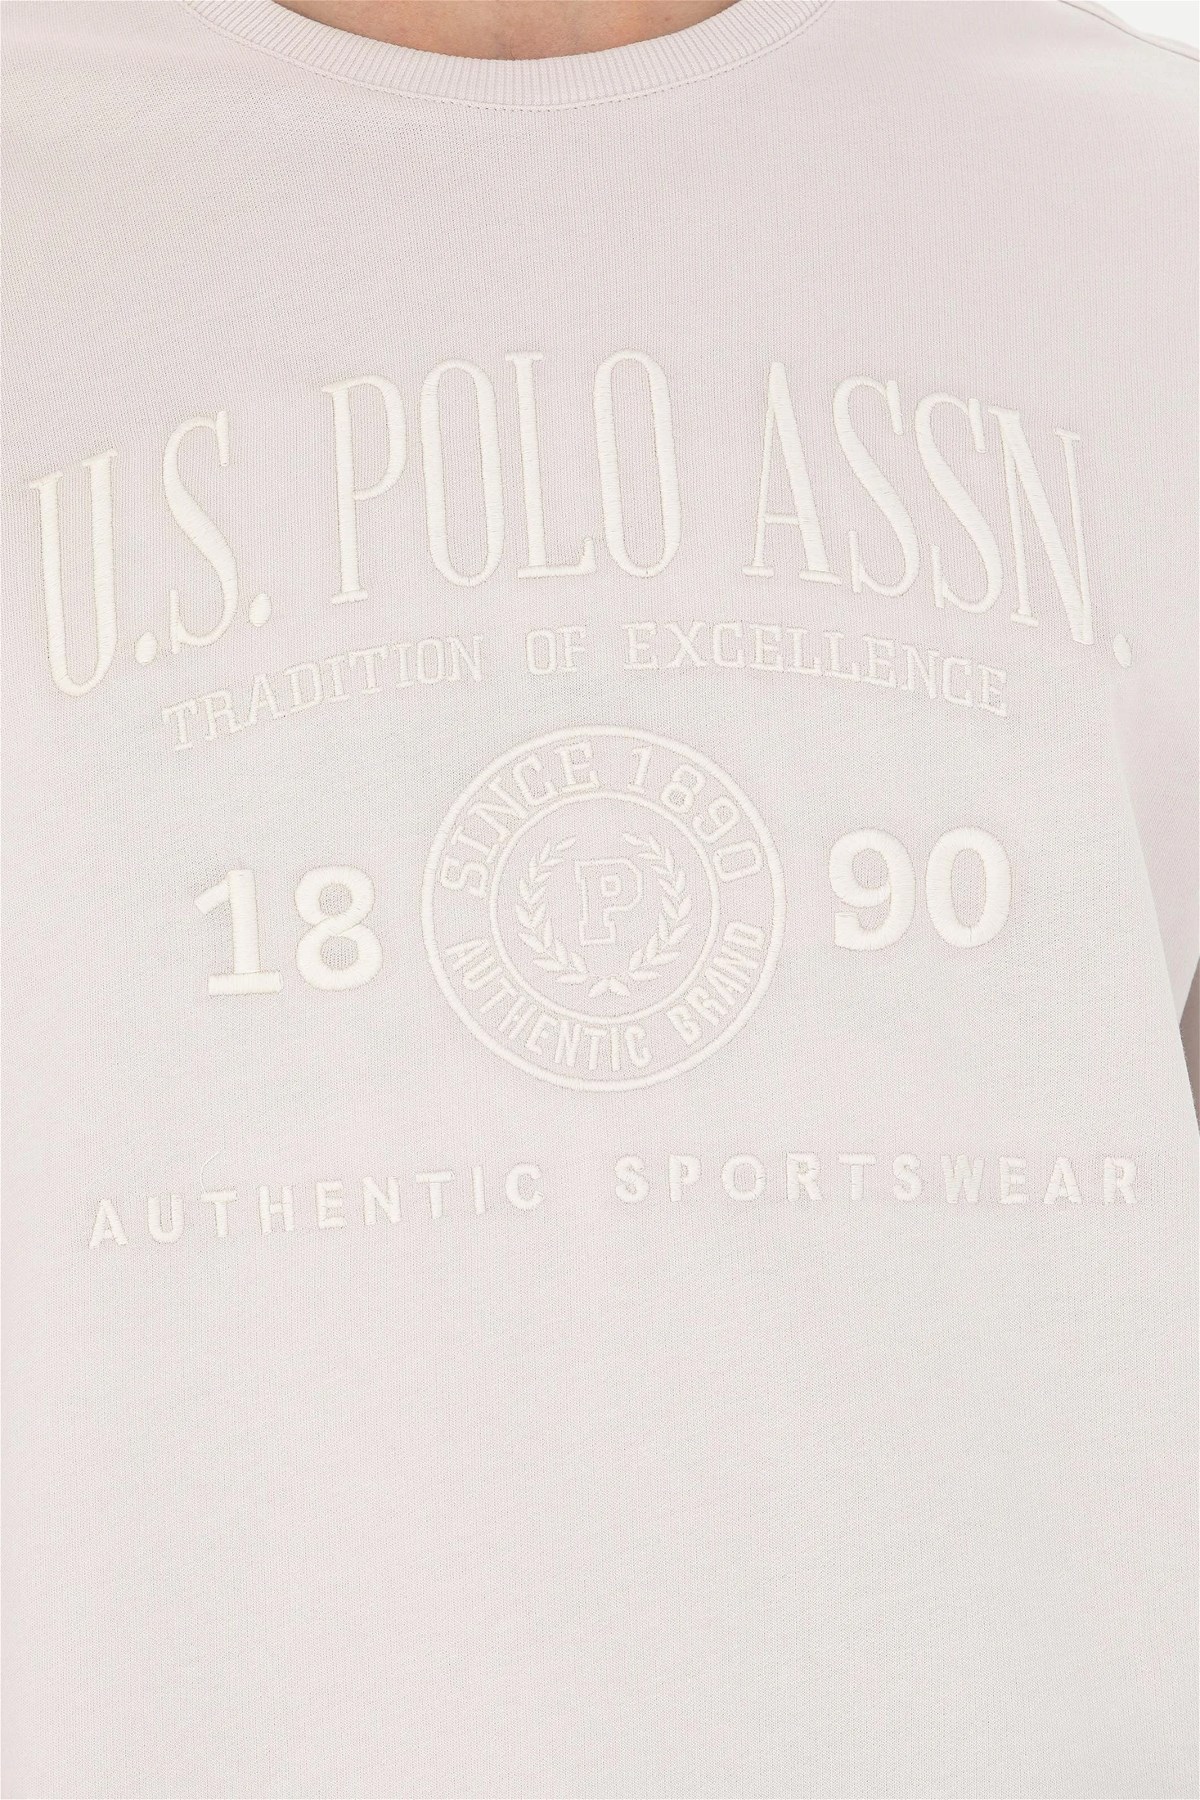 U.S. POLO ASSN.
TRADITION OF EXCELLENCE
SINCE 1890
18 P 90
AUTHENTIC BRAND
AUTHENTIC SPORTSWEAR